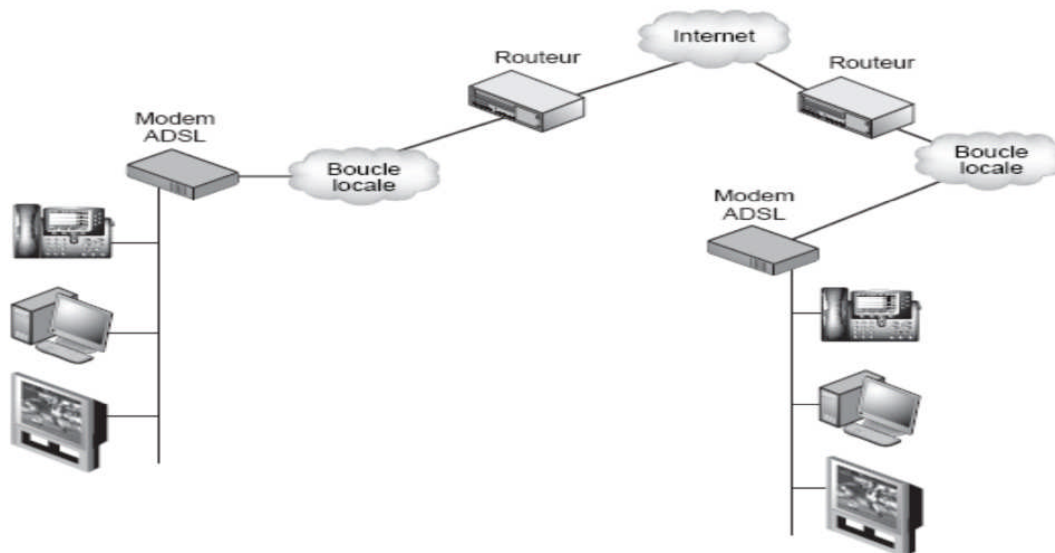 Internet
Routeur
Routeur
Modem
ADSL
Boucle
locale
Boucle
locale
Modem
ADSL